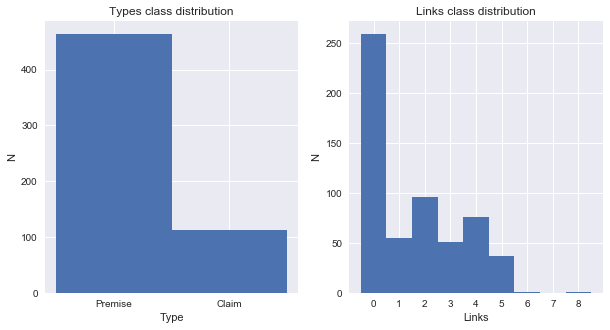 Types class distribution
N
400
300
200
100
0
Premise Claim
Type
Links class distribution
N
250
200
150
100
50
0
0 1 2 3 4 5 6 7 8
Links